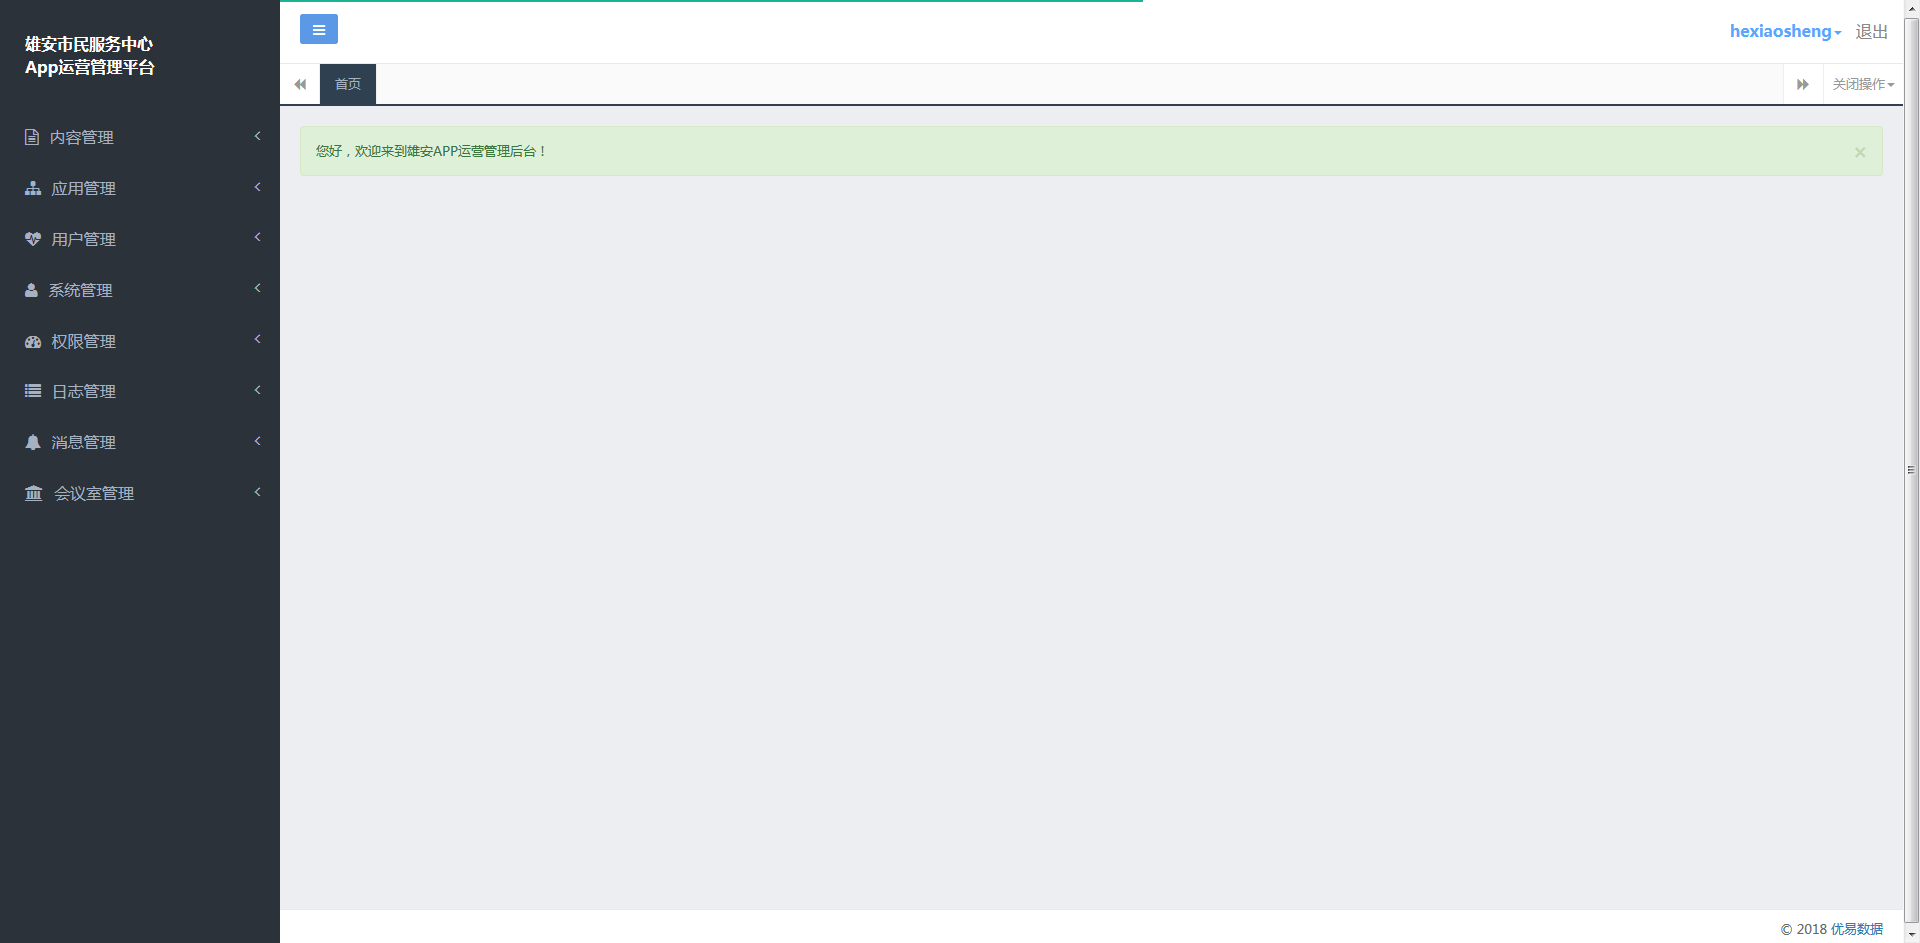 雄安市民服务中心
App运营管理平台
内容管理
应用管理
用户管理
系统管理
权限管理
日志管理
消息管理
会议室管理
hexiaosheng
退出
首页
关闭操作
您好，欢迎来到雄安APP运营管理后台！
×
© 2018 优易数据